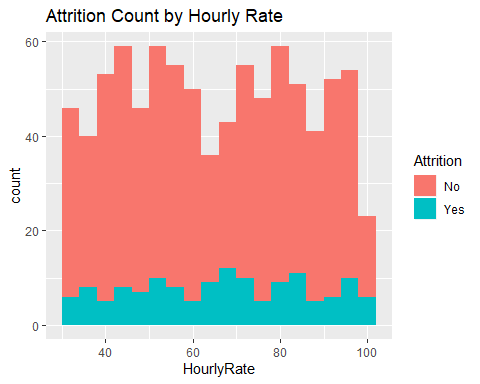 Attrition Count by Hourly Rate
60
40
20
0
count
40 60 80 100
HourlyRate
Attrition
No
Yes